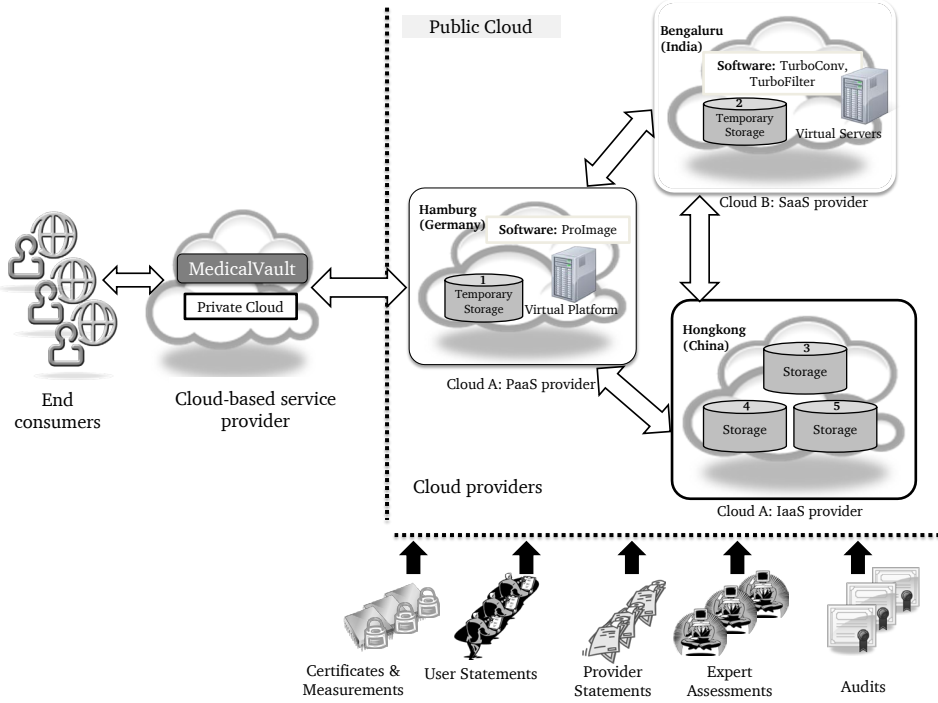 Public Cloud
Bengaluru
(India)
Software: TurboConv,
TurboFilter
2
Temporary
Storage
Virtual Servers
Cloud B: SaaS provider
Hamburg
(Germany)
Software: ProImage
1
Temporary
Storage
Virtual Platform
Cloud A: PaaS provider
MedicalVault
Private Cloud
End
consumers
Cloud-based service
provider
Hongkong
(China)
3
Storage
4
Storage
5
Storage
Cloud A: IaaS provider
Cloud providers
Certificates &
Measurements
User Statements
Provider
Statements
Expert
Assessments
Audits